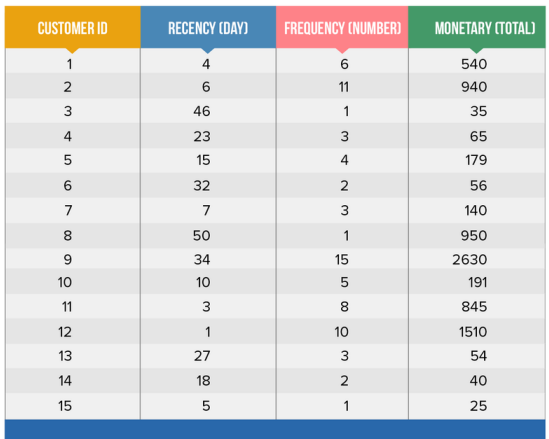 CUSTOMER ID RECENCY (DAY) FREQUENCY (NUMBER) MONETARY (TOTAL)
1 4 6 540
2 6 11 940
3 46 1 35
4 23 3 65
5 15 4 179
6 32 2 56
7 7 3 140
8 50 1 950
9 34 15 2630
10 10 5 191
11 3 8 845
12 1 10 1510
13 27 3 54
14 18 2 40
15 5 1 25